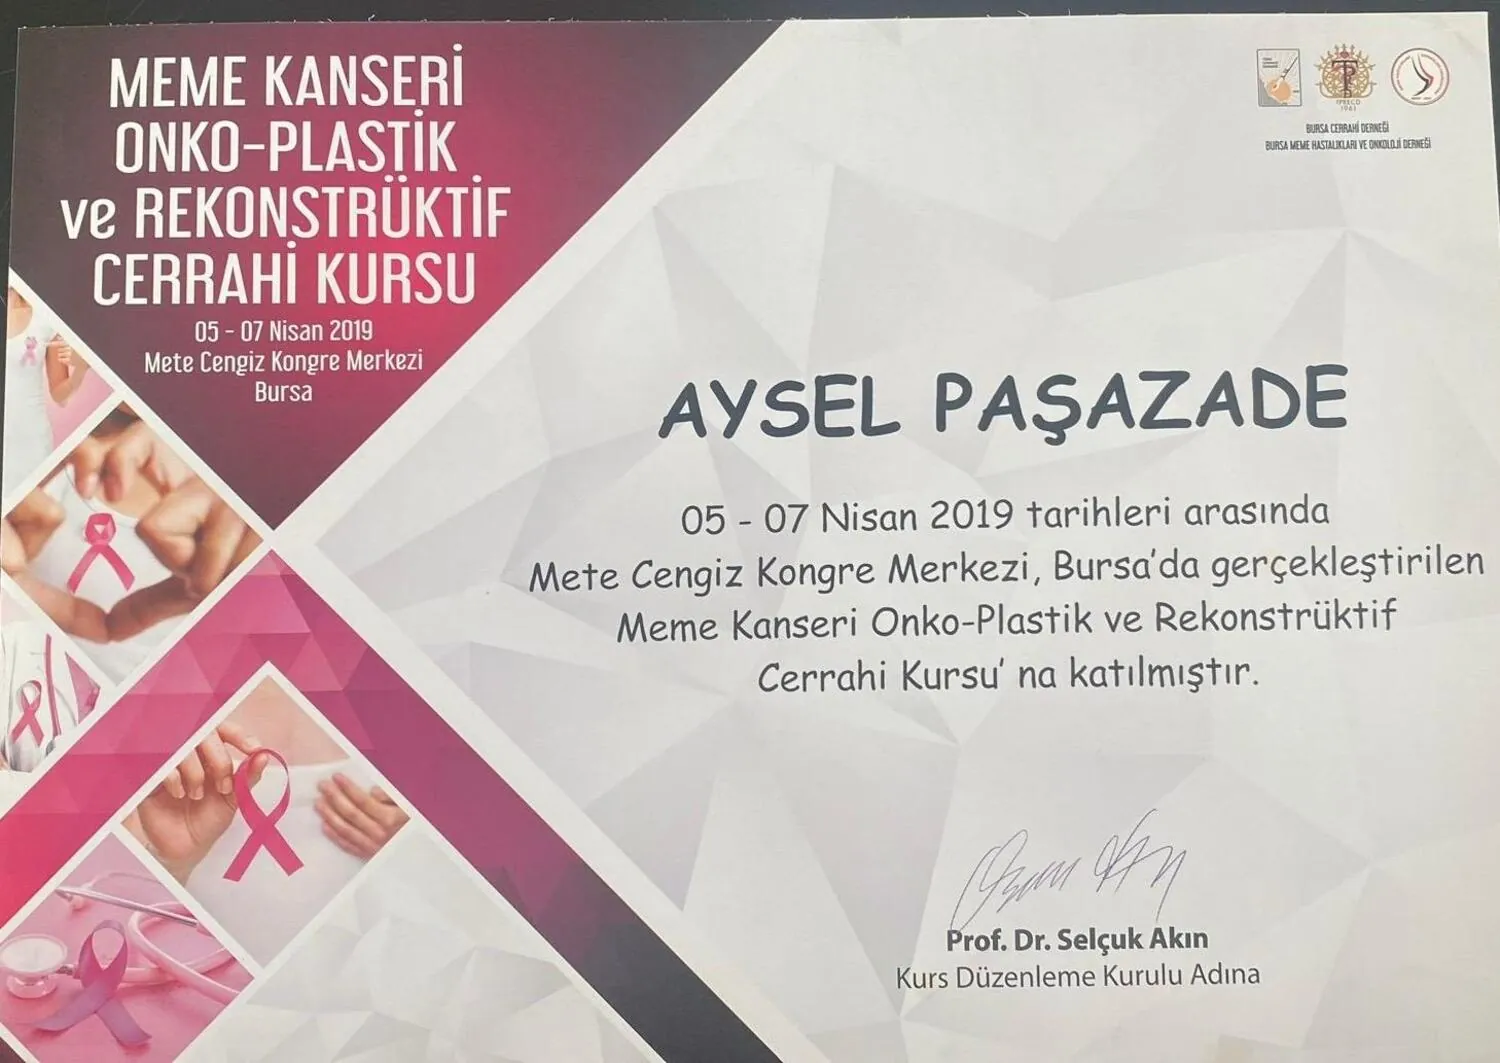 MEME KANSERİ
ONKO-PLASTİK
ve REKONSTRÜKTİF
CERRAHİ KURSU
05 - 07 Nisan 2019
Mete Cengiz Kongre Merkezi
Bursa
TPRECD
1961
BURSA CERRAHİ DERNEĞİ
BURSA MEME HASTALIKLARI VE ONKOLOJİ DERNEĞİ
AYSEL PAŞAZADE
05 - 07 Nisan 2019 tarihleri arasında
Mete Cengiz Kongre Merkezi, Bursa'da gerçekleştirilen
Meme Kanseri Onko-Plastik ve Rekonstrüktif
Cerrahi Kursu' na katılmıştır.
Prof. Dr. Selçuk Akın
Kurs Düzenleme Kurulu Adına